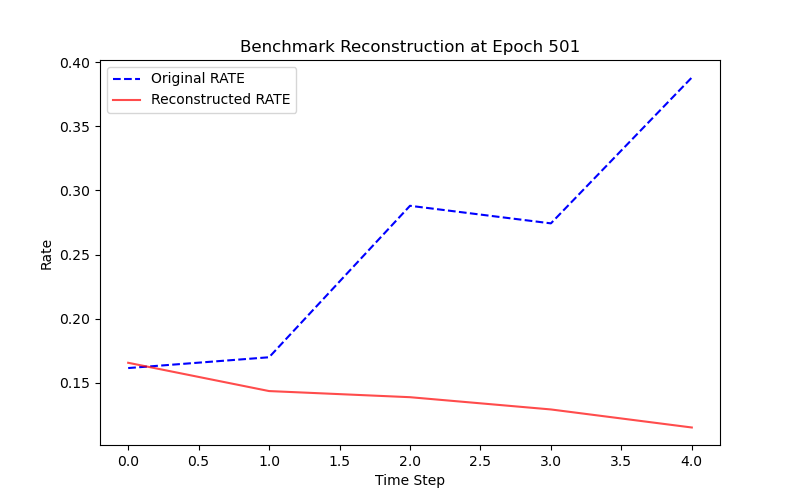 Benchmark Reconstruction at Epoch 501
Original RATE
Reconstructed RATE
Rate
0.40
0.35
0.30
0.25
0.20
0.15
0.0 0.5 1.0 1.5 2.0 2.5 3.0 3.5 4.0
Time Step